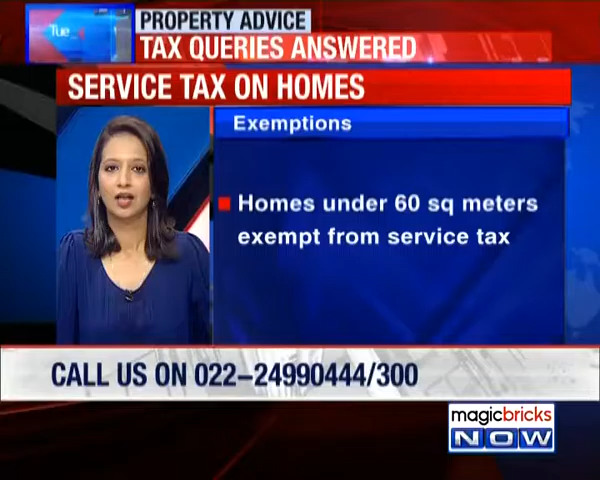 Tue
PROPERTY ADVICE
TAX QUERIES ANSWERED
SERVICE TAX ON HOMES
Exemptions
Homes under 60 sq meters
exempt from service tax
CALL US ON 022–24990444/300
magicbricks
NOW